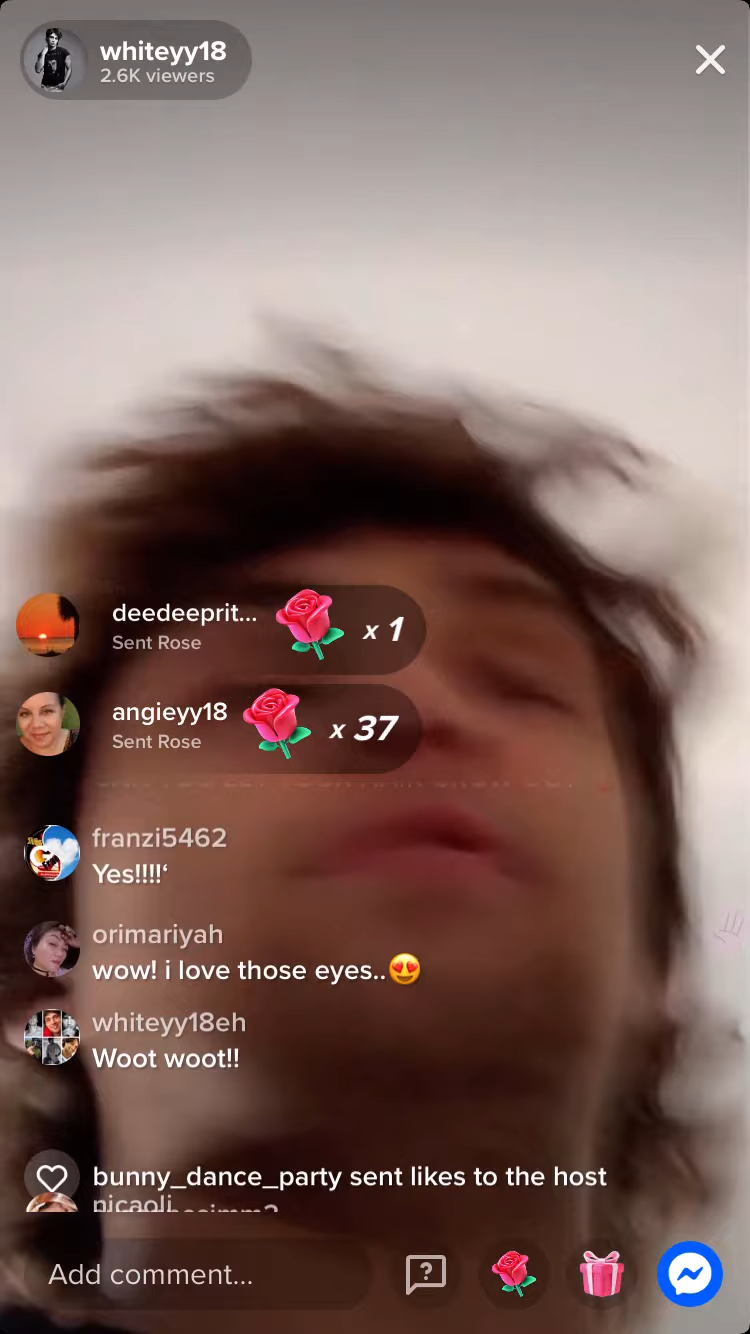 whiteyy18
2.6K viewers
deedeeprit...
Sent Rose
x 1
angieyy18
Sent Rose
x 37
franzi5462
Yes!!!!‘
orimariyah
wow! i love those eyes..😍
whiteyy18eh
Woot woot!!
bunny_dance_party sent likes to the host
Add comment...